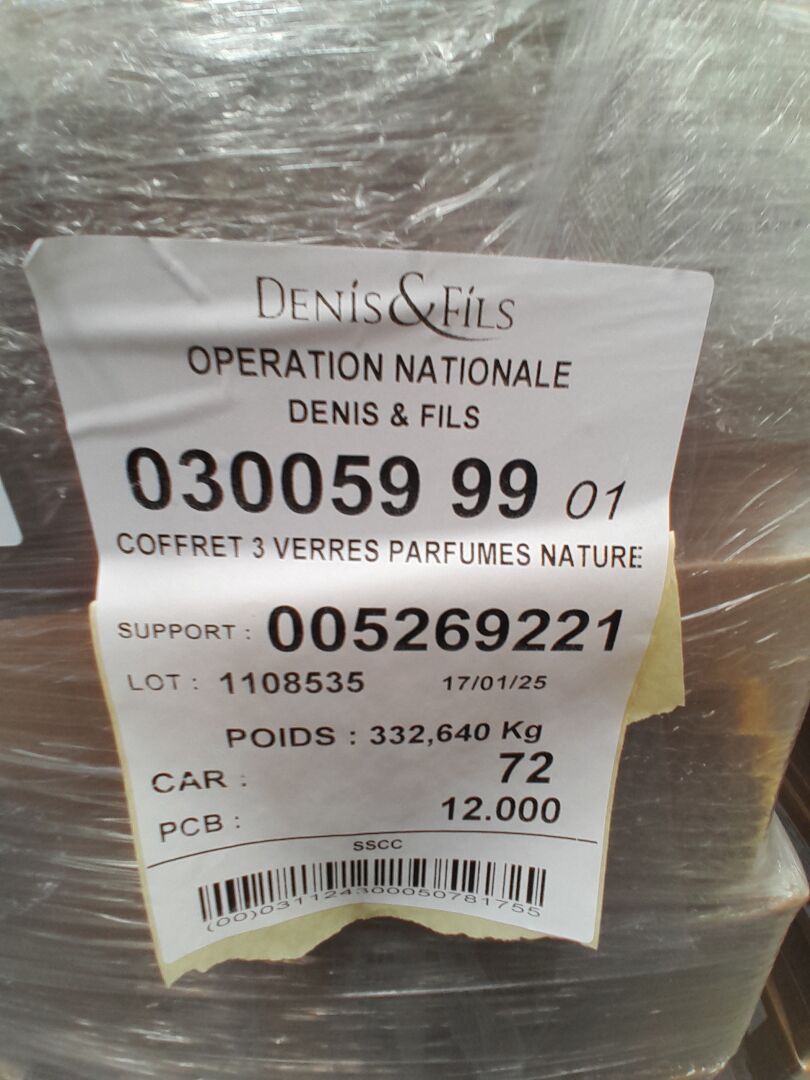 DENIS&FILS
OPERATION NATIONALE
DENIS & FILS
030059 99 01
COFFRET 3 VERRES PARFUMES NATURE
SUPPORT : 005269221
LOT : 1108535 17/01/25
POIDS : 332,640 Kg
CAR : 72
PCB : 12.000
SSCC
(00)031124300050781755